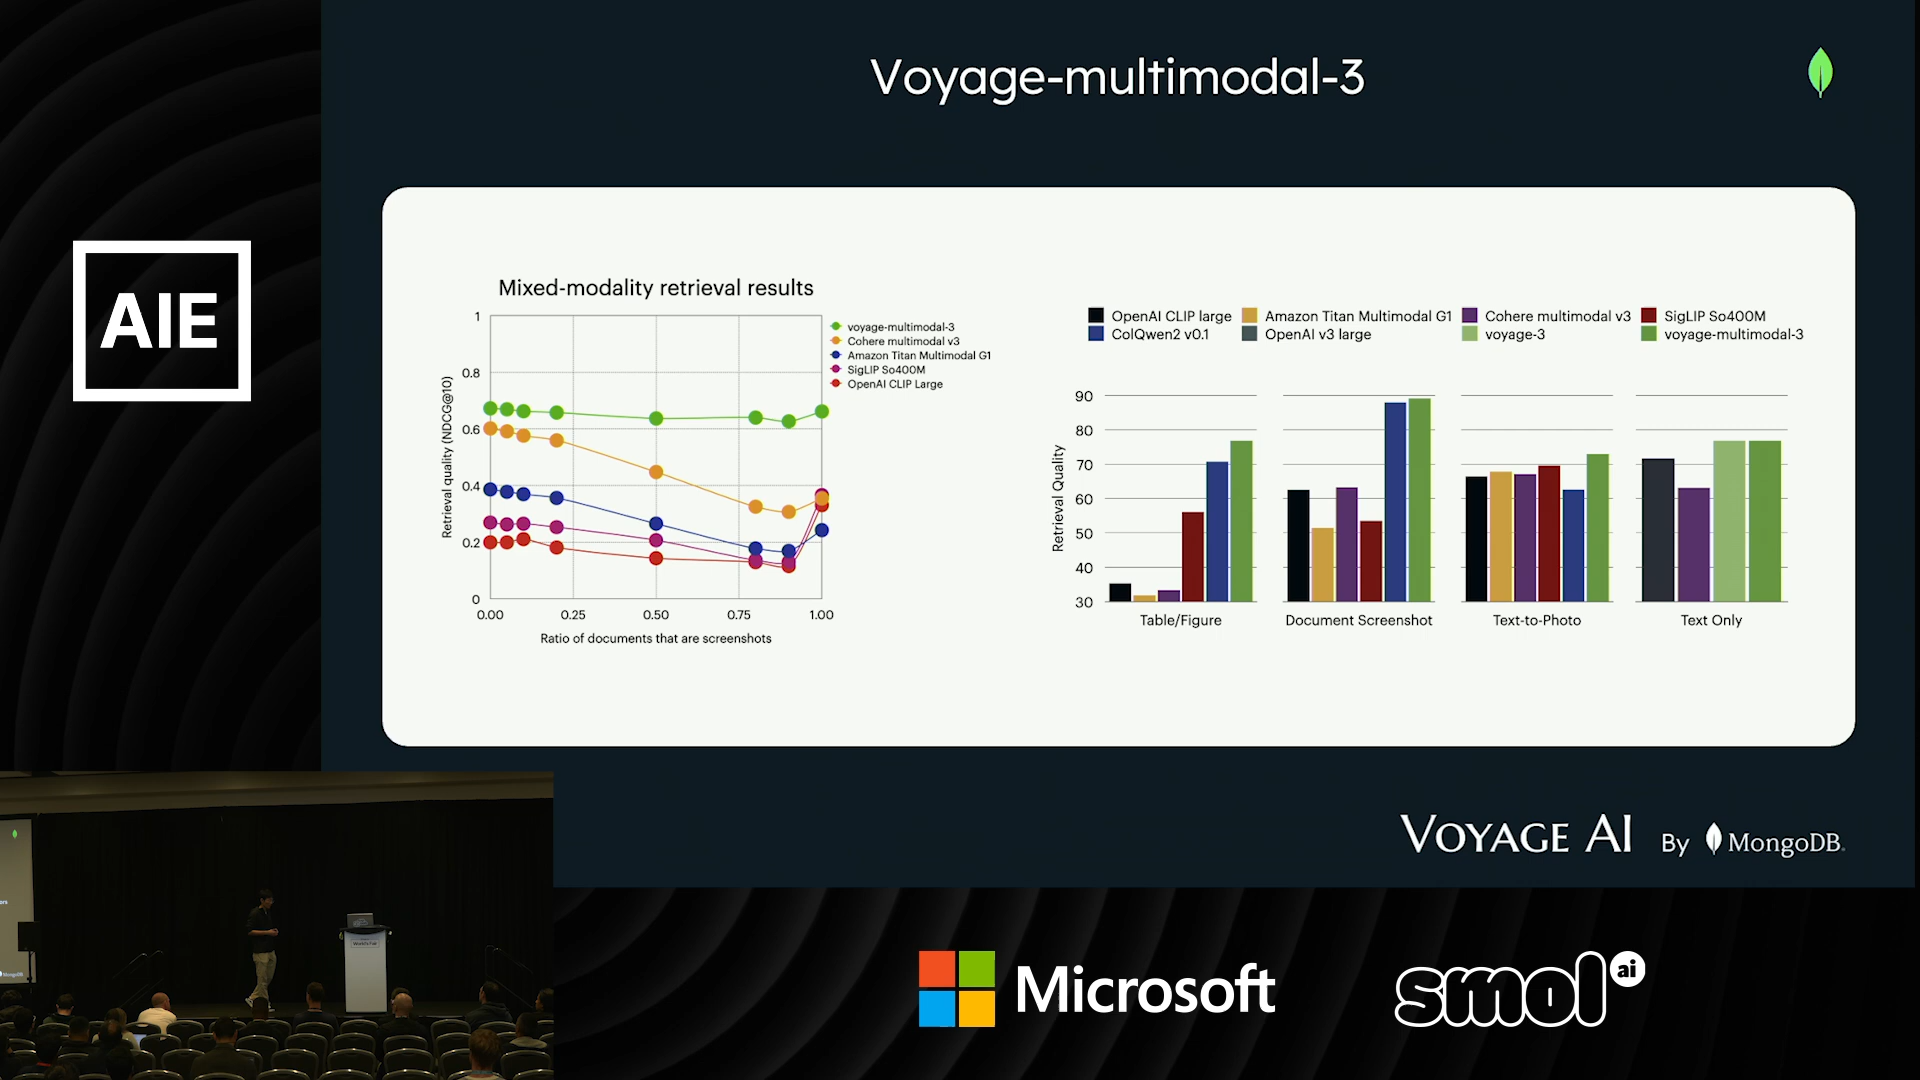 Voyage-multimodal-3
AIE
Mixed-modality retrieval results
1
0.8
0.6
0.4
0.2
0
Retrieval quality (NDCG@10)
0.00 0.25 0.50 0.75 1.00
Ratio of documents that are screenshots
voyage-multimodal-3
Cohere multimodal v3
Amazon Titan Multimodal G1
SigLIP So400M
OpenAI CLIP Large
OpenAI CLIP large Amazon Titan Multimodal G1 Cohere multimodal v3 SigLIP So400M
ColQwen2 v0.1 OpenAI v3 large voyage-3 voyage-multimodal-3
90
80
70
60
50
40
30
Retrieval Quality
Table/Figure Document Screenshot Text-to-Photo Text Only
VOYAGE AI By MongoDB.
World's Fair
Microsoft
smol ai